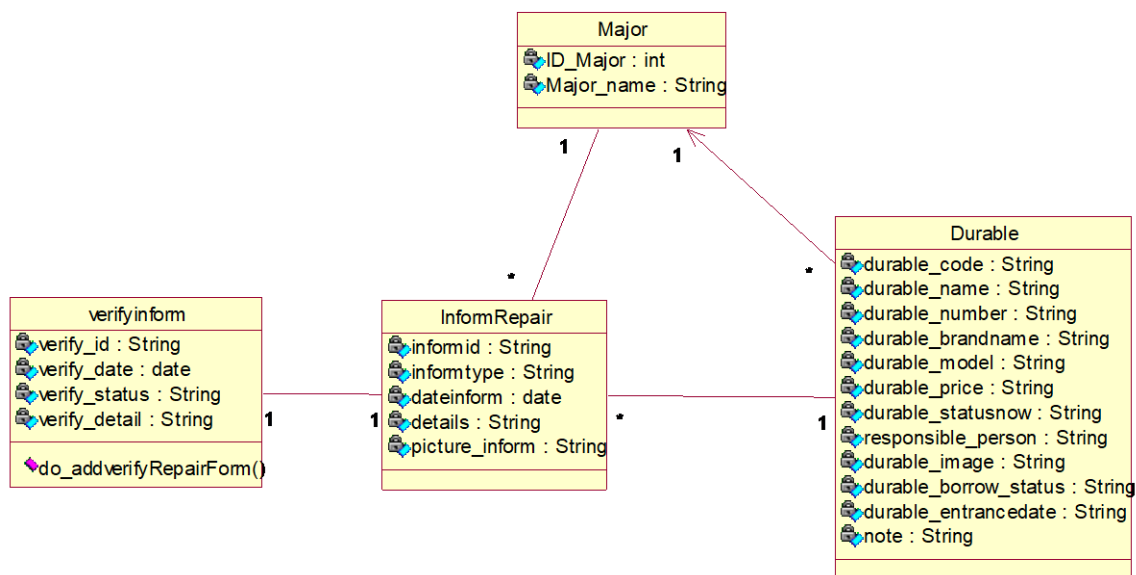 Major
ID_Major : int
Major_name : String
1
1
*
*
verifyinform
verify_id : String
verify_date : date
verify_status : String
verify_detail : String
do_addverifyRepairForm()
1
1
InformRepair
informid : String
informtype : String
dateinform : date
details : String
picture_inform : String
*
1
Durable
durable_code : String
durable_name : String
durable_number : String
durable_brandname : String
durable_model : String
durable_price : String
durable_statusnow : String
responsible_person : String
durable_image : String
durable_borrow_status : String
durable_entrancedate : String
note : String